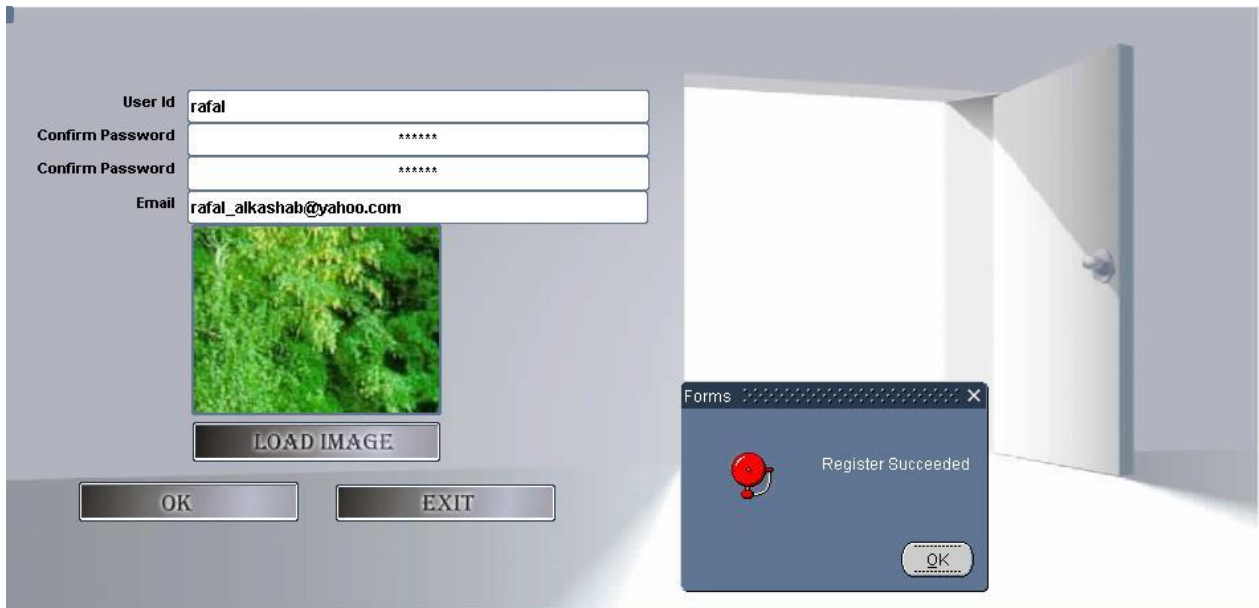 User Id rafal
Confirm Password ******
Confirm Password ******
Email rafal_alkashab@yahoo.com
LOAD IMAGE
OK EXIT
Forms
Register Succeeded
OK